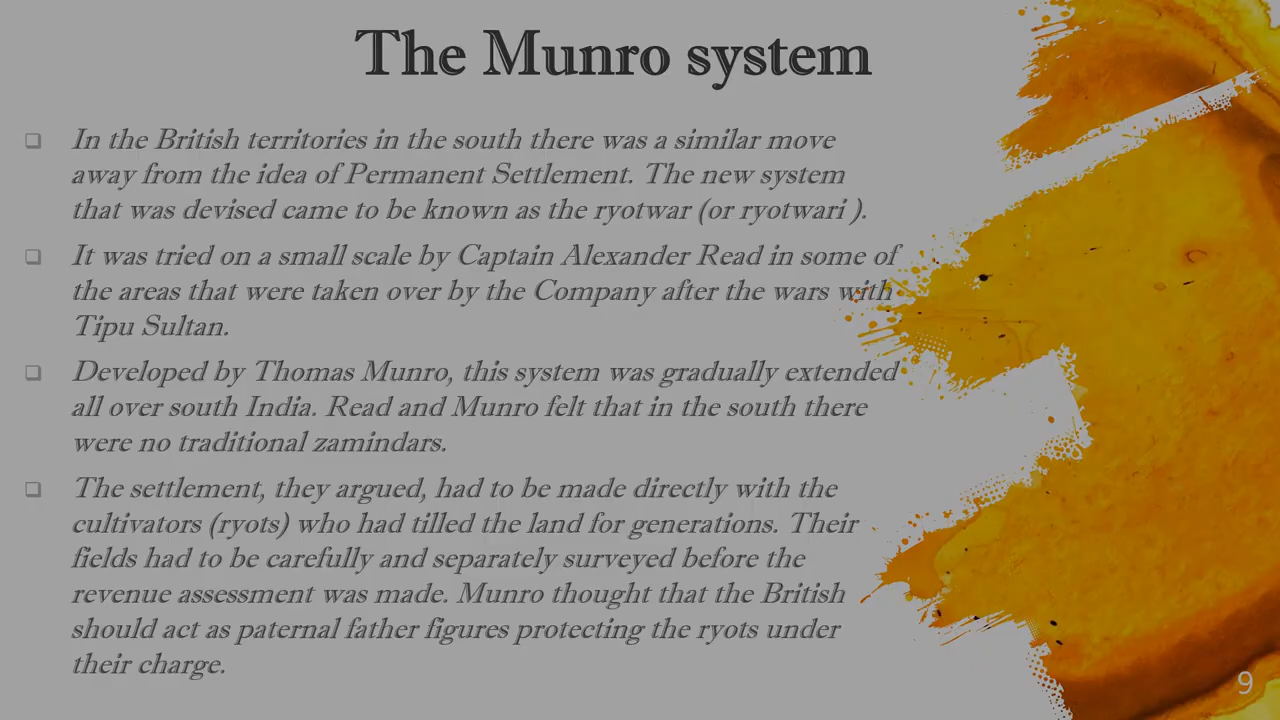 The Munro system
❑ In the British territories in the south there was a similar move
away from the idea of Permanent Settlement. The new system
that was devised came to be known as the ryotwar (or ryotwari ).
❑ It was tried on a small scale by Captain Alexander Read in some of
the areas that were taken over by the Company after the wars with
Tipu Sultan.
❑ Developed by Thomas Munro, this system was gradually extended
all over south India. Read and Munro felt that in the south there
were no traditional zamindars.
❑ The settlement, they argued, had to be made directly with the
cultivators (ryots) who had tilled the land for generations. Their
fields had to be carefully and separately surveyed before the
revenue assessment was made. Munro thought that the British
should act as paternal father figures protecting the ryots under
their charge.
9